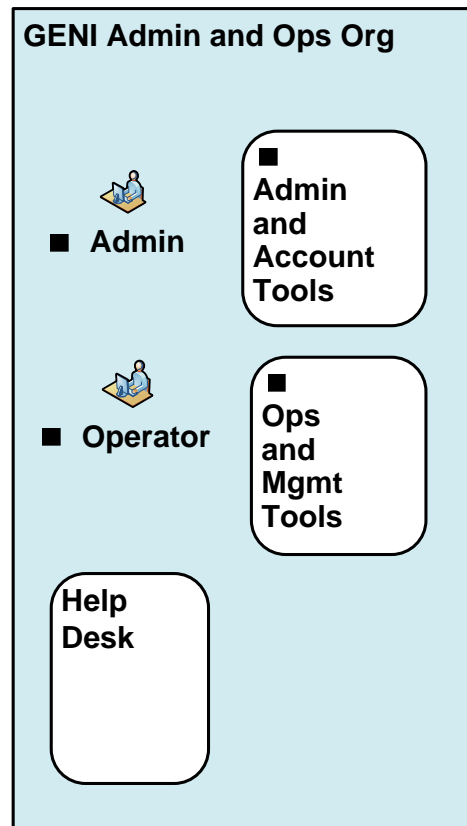 GENI Admin and Ops Org
■
Admin
and
Account
Tools
■ Admin
■
Ops
and
Mgmt
Tools
■ Operator
Help
Desk